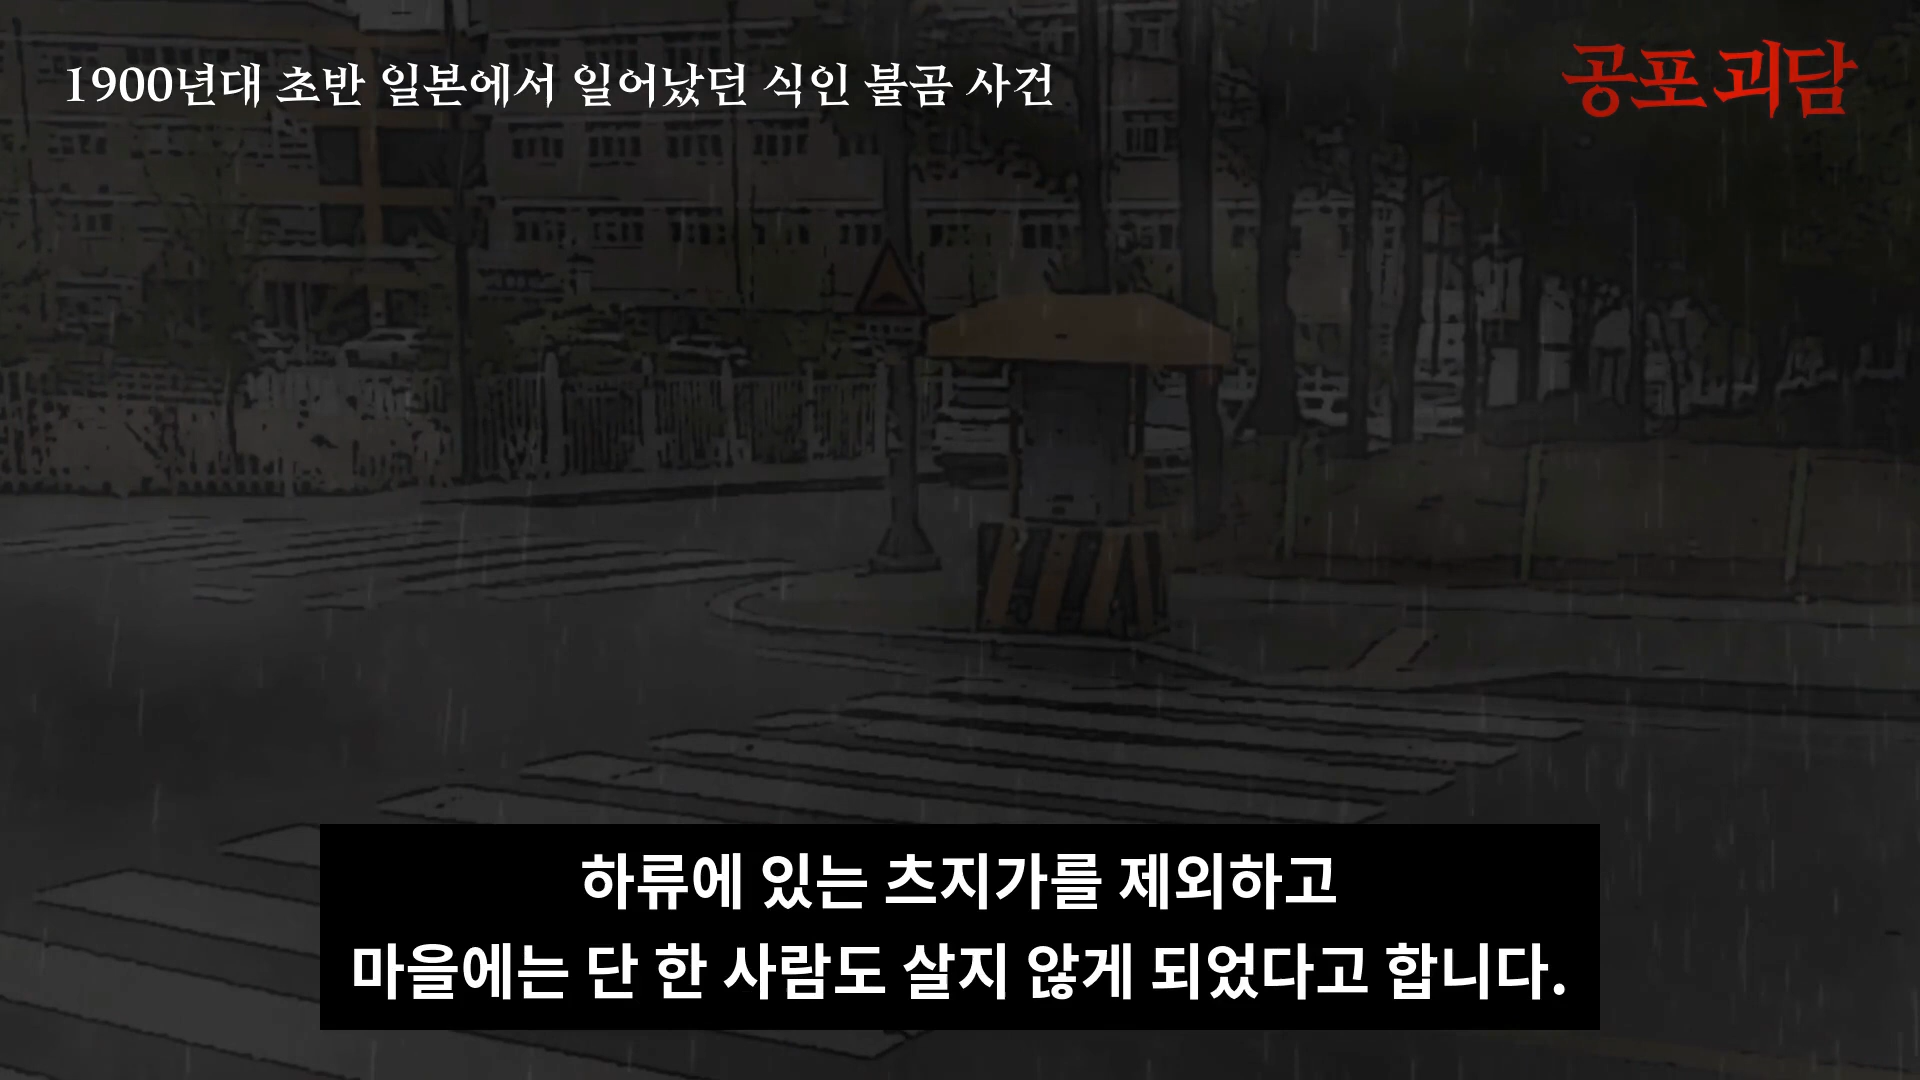 1900년대 초반 일본에서 일어났던 식인 불곰 사건
공포 괴담
하류에 있는 츠지가를 제외하고
마을에는 단 한 사람도 살지 않게 되었다고 합니다.